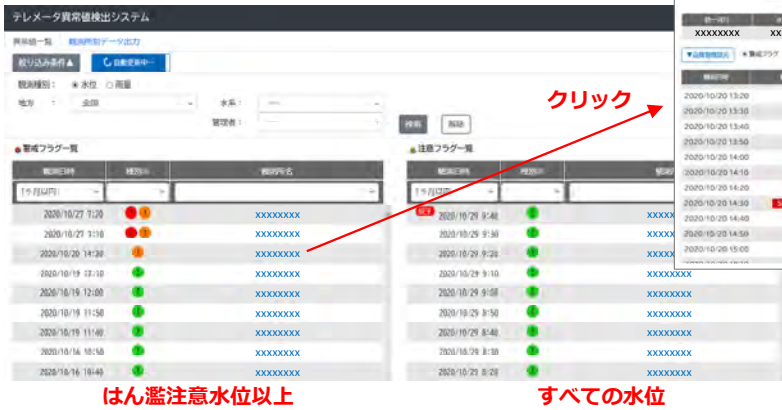 テレメータ異常値検出システム
異常値一覧 観測所別データ出力
絞り込み条件▲ 自動更新中…
観測種別： 水位 雨量
地方 ： 全国 水系：
管理者：
検索 解除
クリック
警戒フラグ一覧
観測日時 種別 観測所名
1ヶ月以内
2020/10/27 7:20 XXXXXXXX
2020/10/27 7:10 XXXXXXXX
2020/10/20 14:30 XXXXXXXX
XXXXXXXX
2020/10/19 12:00 XXXXXXXX
2020/10/19 11:50 XXXXXXXX
2020/10/19 11:40 XXXXXXXX
2020/10/16 10:50 XXXXXXXX
2020/10/16 10:40 XXXXXXXX
はん濫注意水位以上
注意フラグ一覧
観測日時 種別
1ヶ月以内
2020/10/29 9:40 XXXXX
2020/10/29 9:30 XXXXX
2020/10/29 9:20 XXXXX
2020/10/29 9:10 XXXXXXXX
2020/10/29 9:00 XXXXXXXX
2020/10/29 8:50 XXXXXXXX
2020/10/29 8:40 XXXXXXXX
2020/10/29 8:30 XXXXXXXX
2020/10/29 8:20 XXXXXXXX
すべての水位
XXXXXXXX XX
警戒フラグ
観測日時
2020/10/20 13:20
2020/10/20 13:30
2020/10/20 13:40
2020/10/20 13:50
2020/10/20 14:00
2020/10/20 14:10
2020/10/20 14:20
2020/10/20 14:30
2020/10/20 14:40
2020/10/20 14:50
2020/10/20 15:00